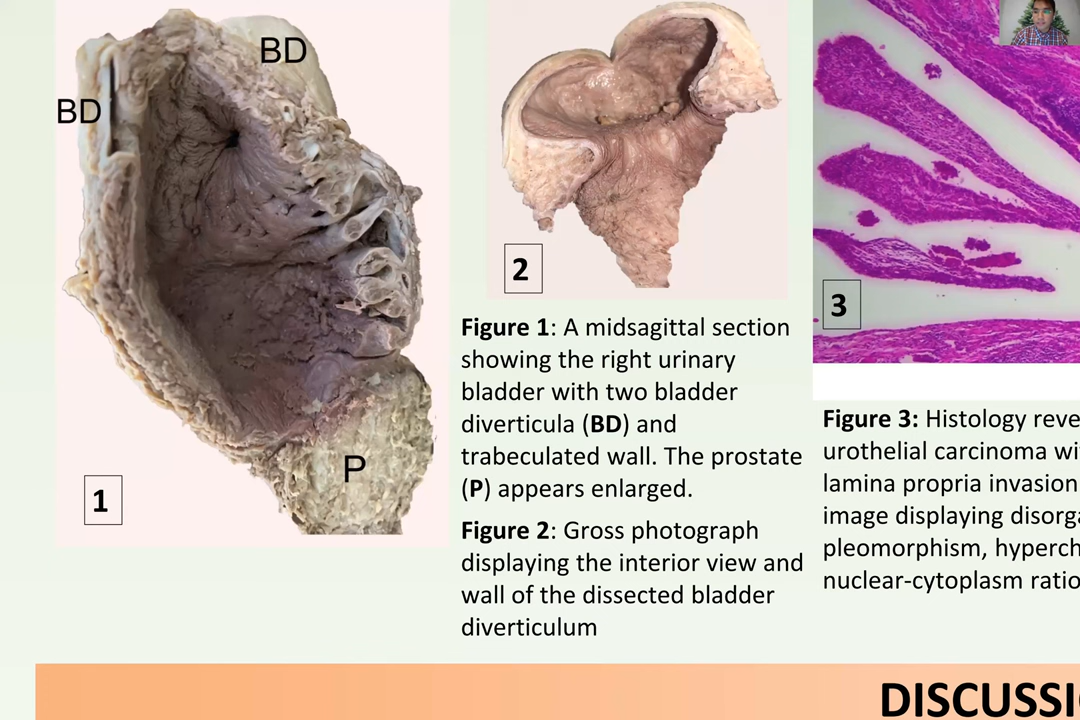 BD
BD
P
1
2
3
Figure 1: A midsagittal section
showing the right urinary
bladder with two bladder
diverticula (BD) and
trabeculated wall. The prostate
(P) appears enlarged.
Figure 2: Gross photograph
displaying the interior view and
wall of the dissected bladder
diverticulum
Figure 3: Histology reve
urothelial carcinoma wi
lamina propria invasion
image displaying disorga
pleomorphism, hyperch
nuclear-cytoplasm ratio
DISCUSSI